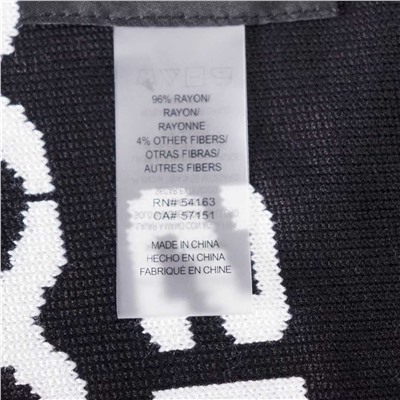 96% RAYON/
RAYON/
RAYONNE
4% OTHER FIBERS/
OTRAS FIBRAS/
AUTRES FIBERS
RN# 54163
CA# 57151
MADE IN CHINA
HECHO EN CHINA
FABRIQUÉ EN CHINE